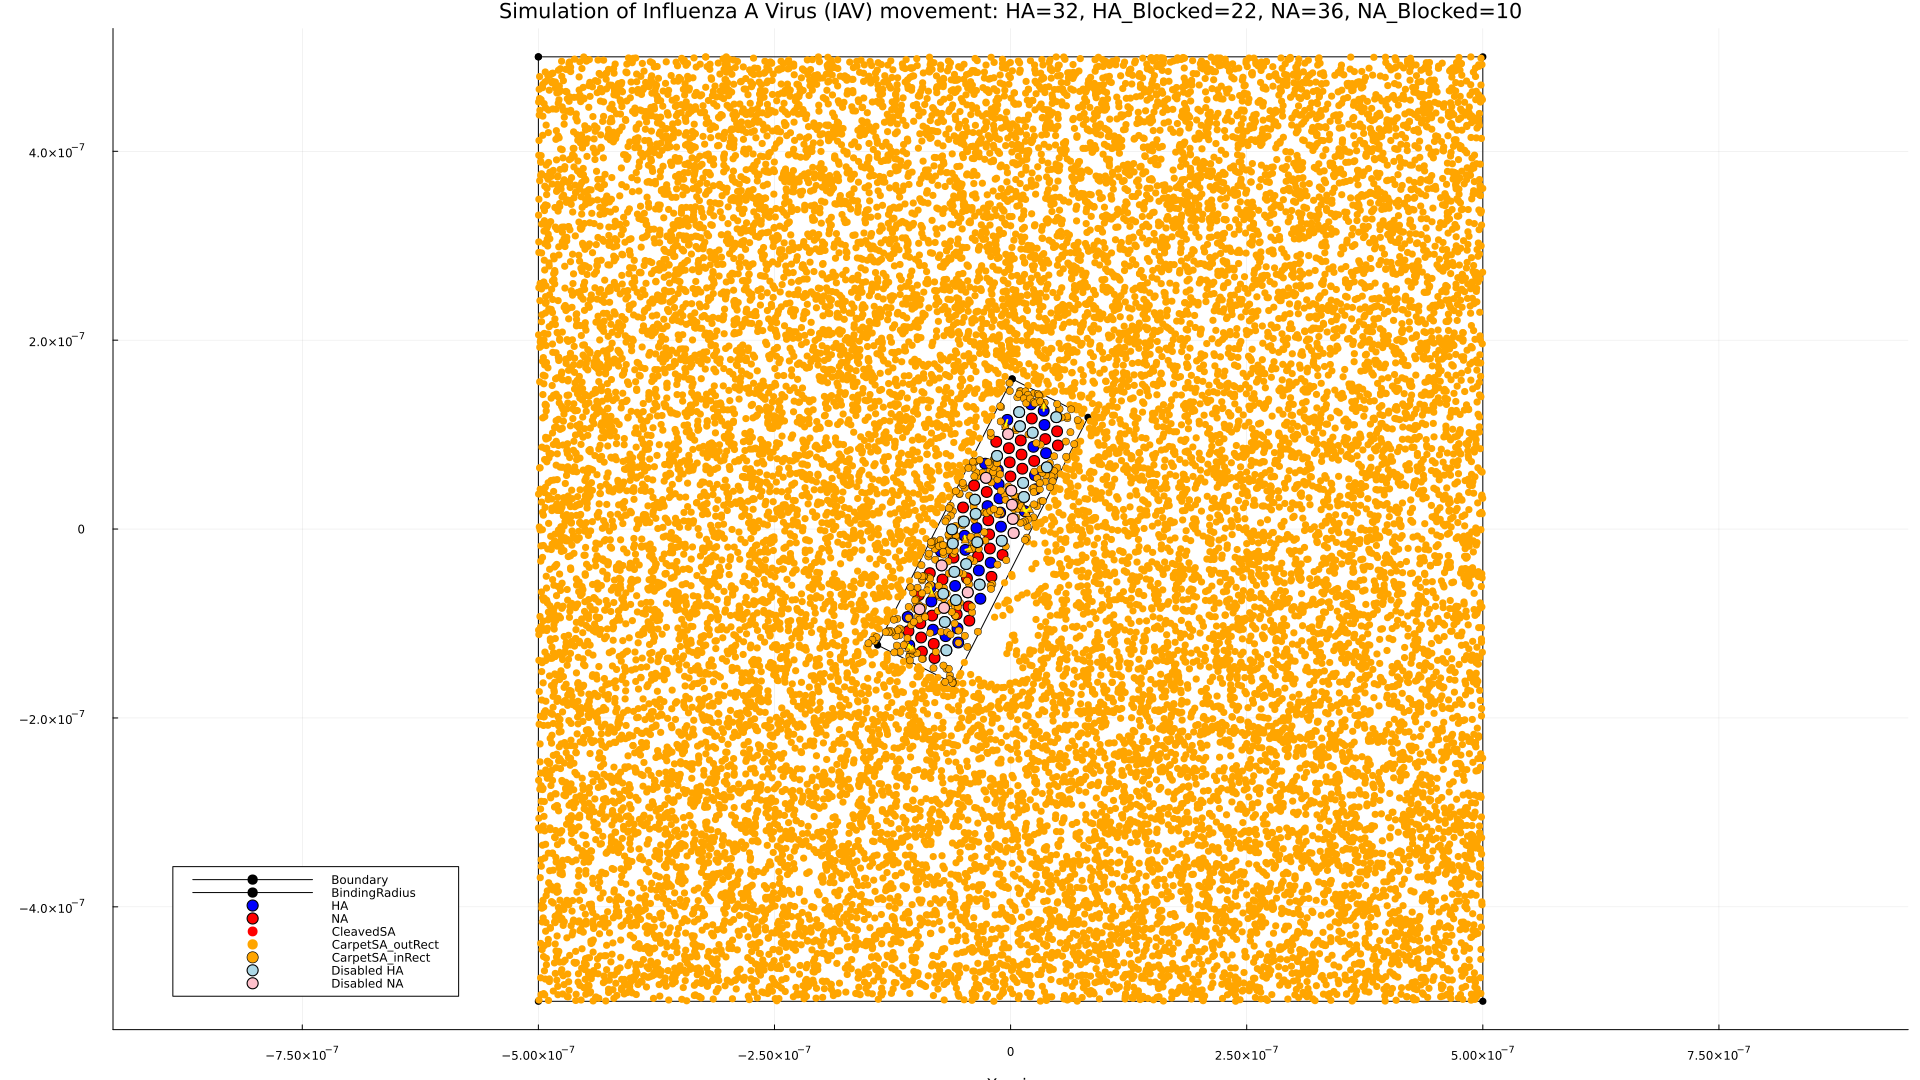 Simulation of Influenza A Virus (IAV) movement: HA=32, HA_Blocked=22, NA=36, NA_Blocked=10
4.0×10⁻⁷
2.0×10⁻⁷
0
−2.0×10⁻⁷
−4.0×10⁻⁷
Boundary
BindingRadius
HA
NA
CleavedSA
CarpetSA_outRect
CarpetSA_inRect
Disabled HA
Disabled NA
−7.50×10⁻⁷ −5.00×10⁻⁷ −2.50×10⁻⁷ 0 2.50×10⁻⁷ 5.00×10⁻⁷ 7.50×10⁻⁷